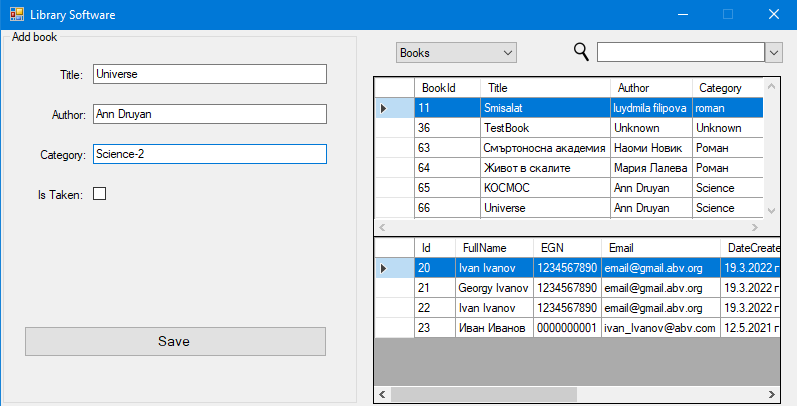 Library Software
Add book
Title: Universe
Author: Ann Druyan
Category: Science-2
Is Taken:
Save
Books
BookId Title Author Category
11 Smisalat luydmila filipova roman
36 TestBook Unknown Unknown
63 Смъртоносна академия Наоми Новик Роман
64 Живот в скалите Мария Лалева Роман
65 КОСМОС Ann Druyan Science
66 Universe Ann Druyan Science
Id FullName EGN Email DateCreate
20 Ivan Ivanov 1234567890 email@gmail.abv.org 19.3.2022 г
21 Georgy Ivanov 1234567890 email@gmail.abv.org 19.3.2022 г
22 Ivan Ivanov 1234567890 email@gmail.abv.org 19.3.2022 г
23 Иван Иванов 0000000001 ivan_Ivanov@abv.com 12.5.2021 г